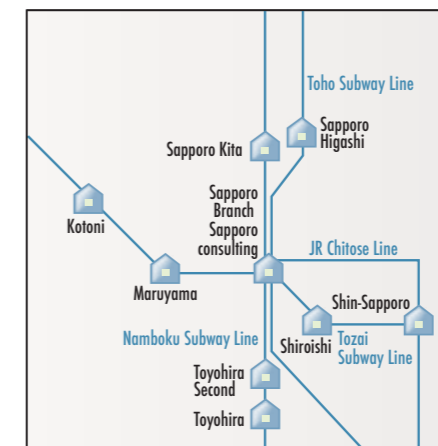 Toho Subway Line
Sapporo
Higashi
Sapporo Kita
Sapporo
Branch
Sapporo
consulting
Kotoni
JR Chitose Line
Maruyama
Shin-Sapporo
Namboku Subway Line
Shiroishi
Tozai
Subway Line
Toyohira
Second
Toyohira